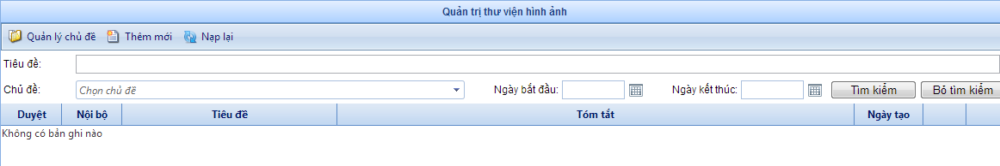 Quản trị thư viện hình ảnh
Quản lý chủ đề Thêm mới Nạp lại
Tiêu đề:
Chủ đề: Chọn chủ đề Ngày bắt đầu: Ngày kết thúc: Tìm kiếm Bỏ tìm kiếm
Duyệt Nội bộ Tiêu đề Tóm tắt Ngày tạo
Không có bản ghi nào